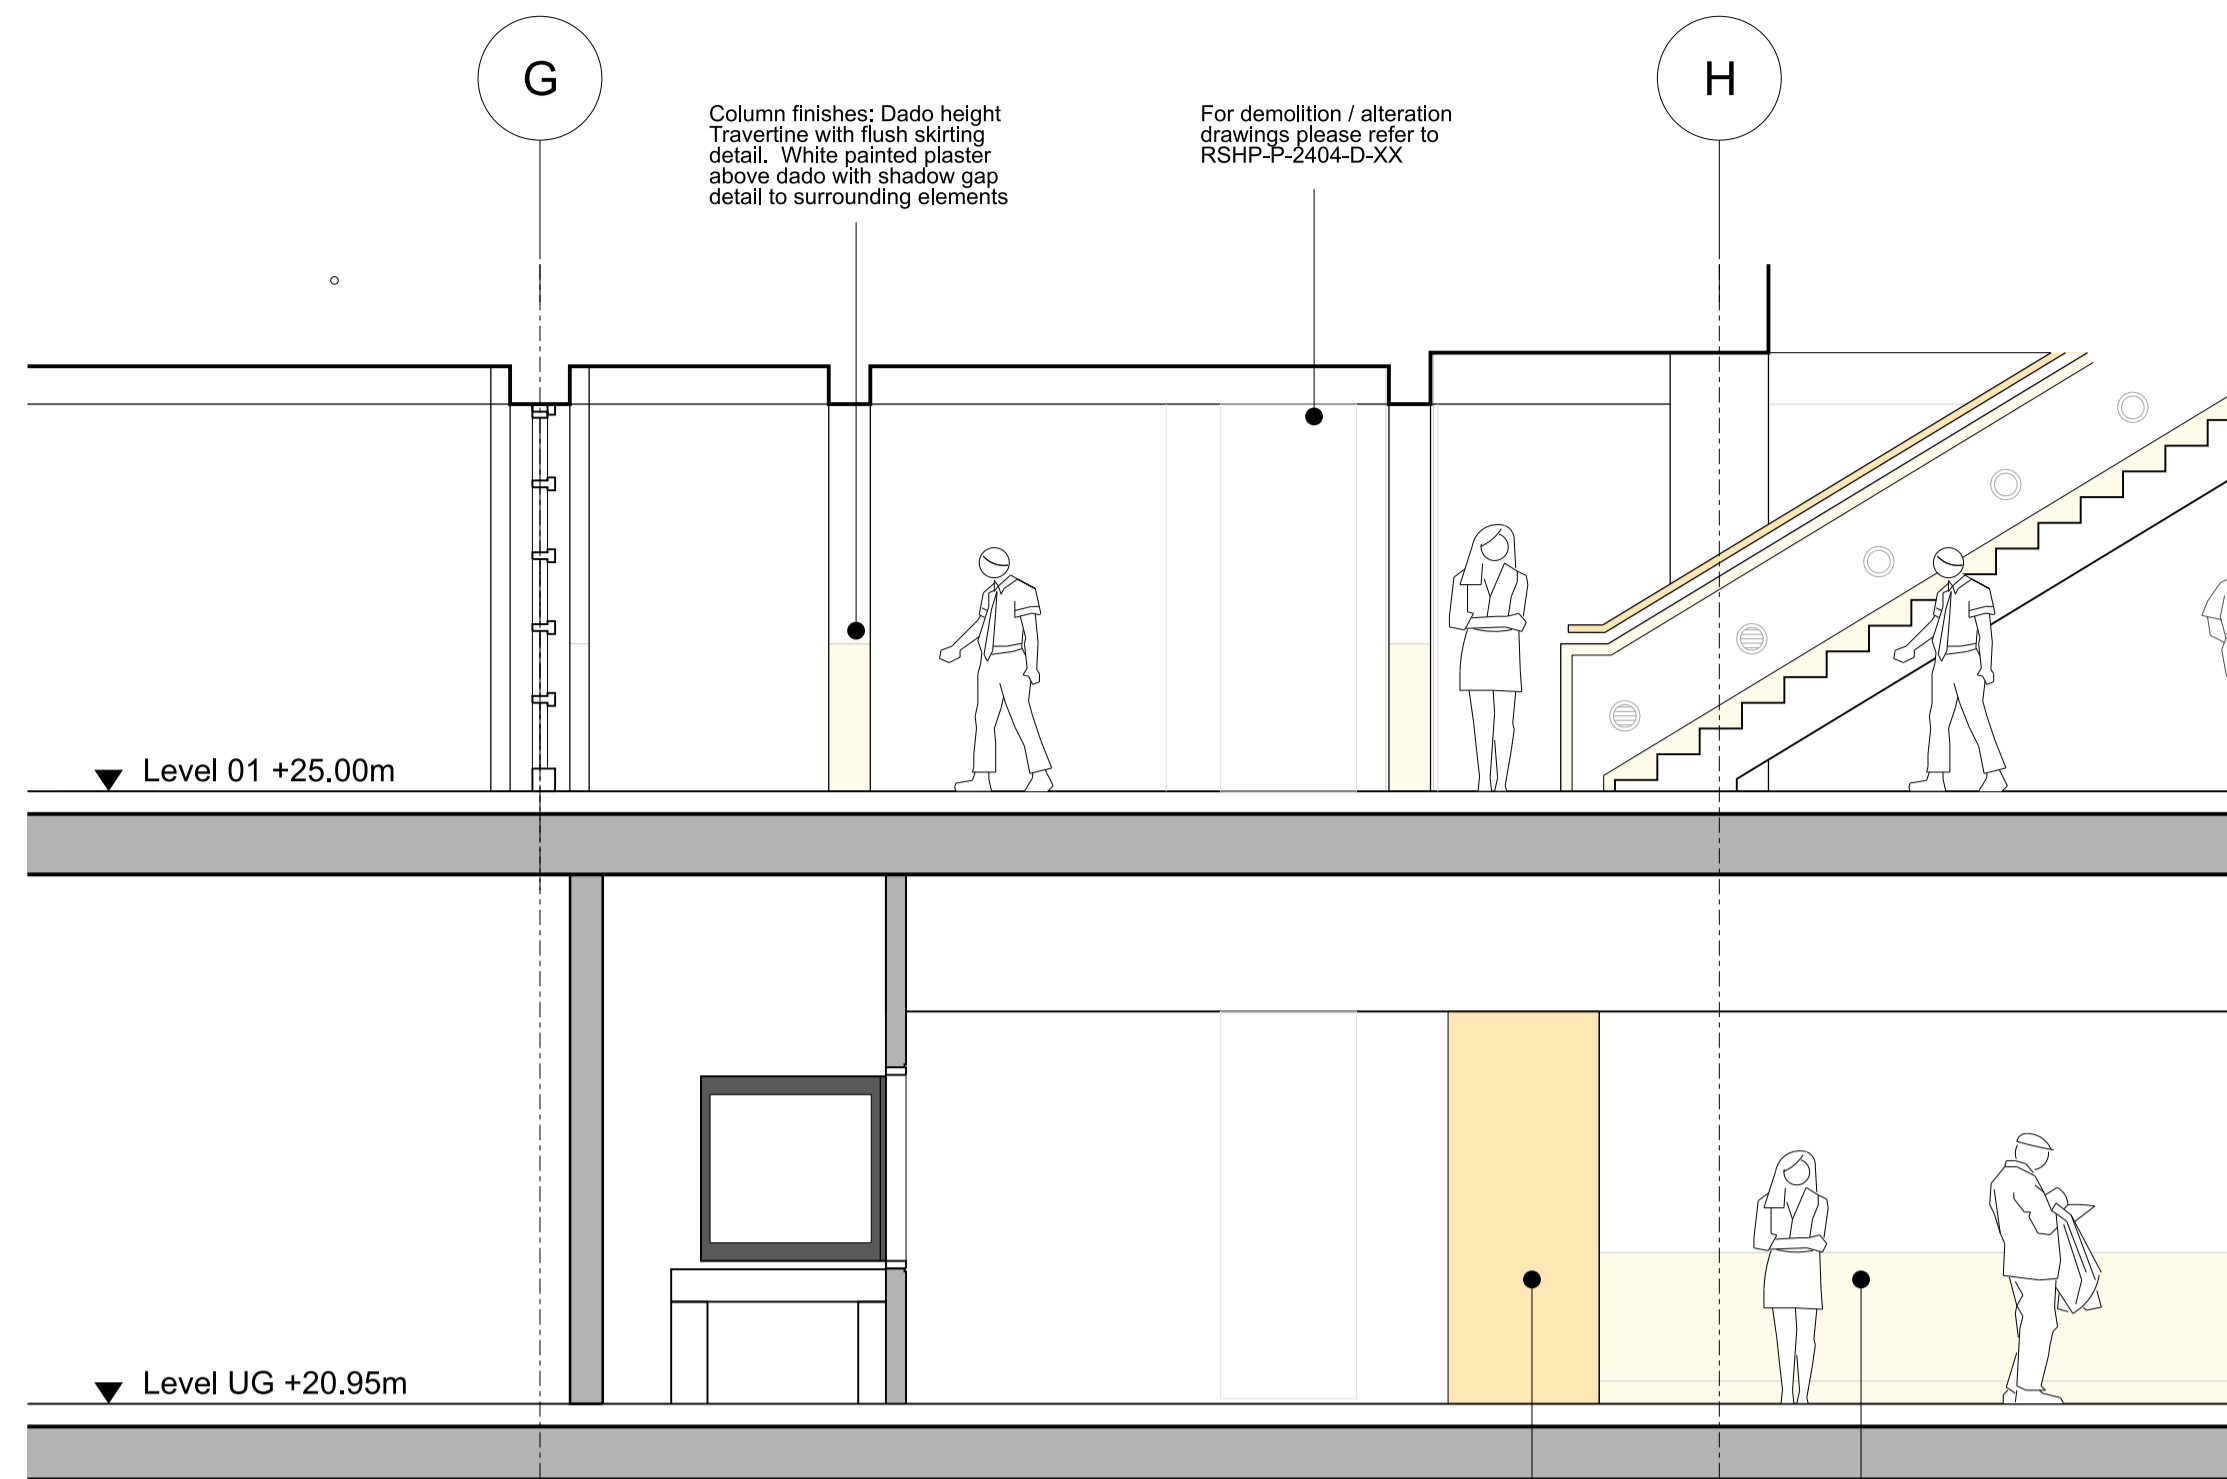 G
H
Column finishes: Dado height
Travertine with flush skirting
detail.  White painted plaster
above dado with shadow gap
detail to surrounding elements
For demolition / alteration
drawings please refer to
RSHP-P-2404-D-XX
Level 01 +25.00m
Level UG +20.95m